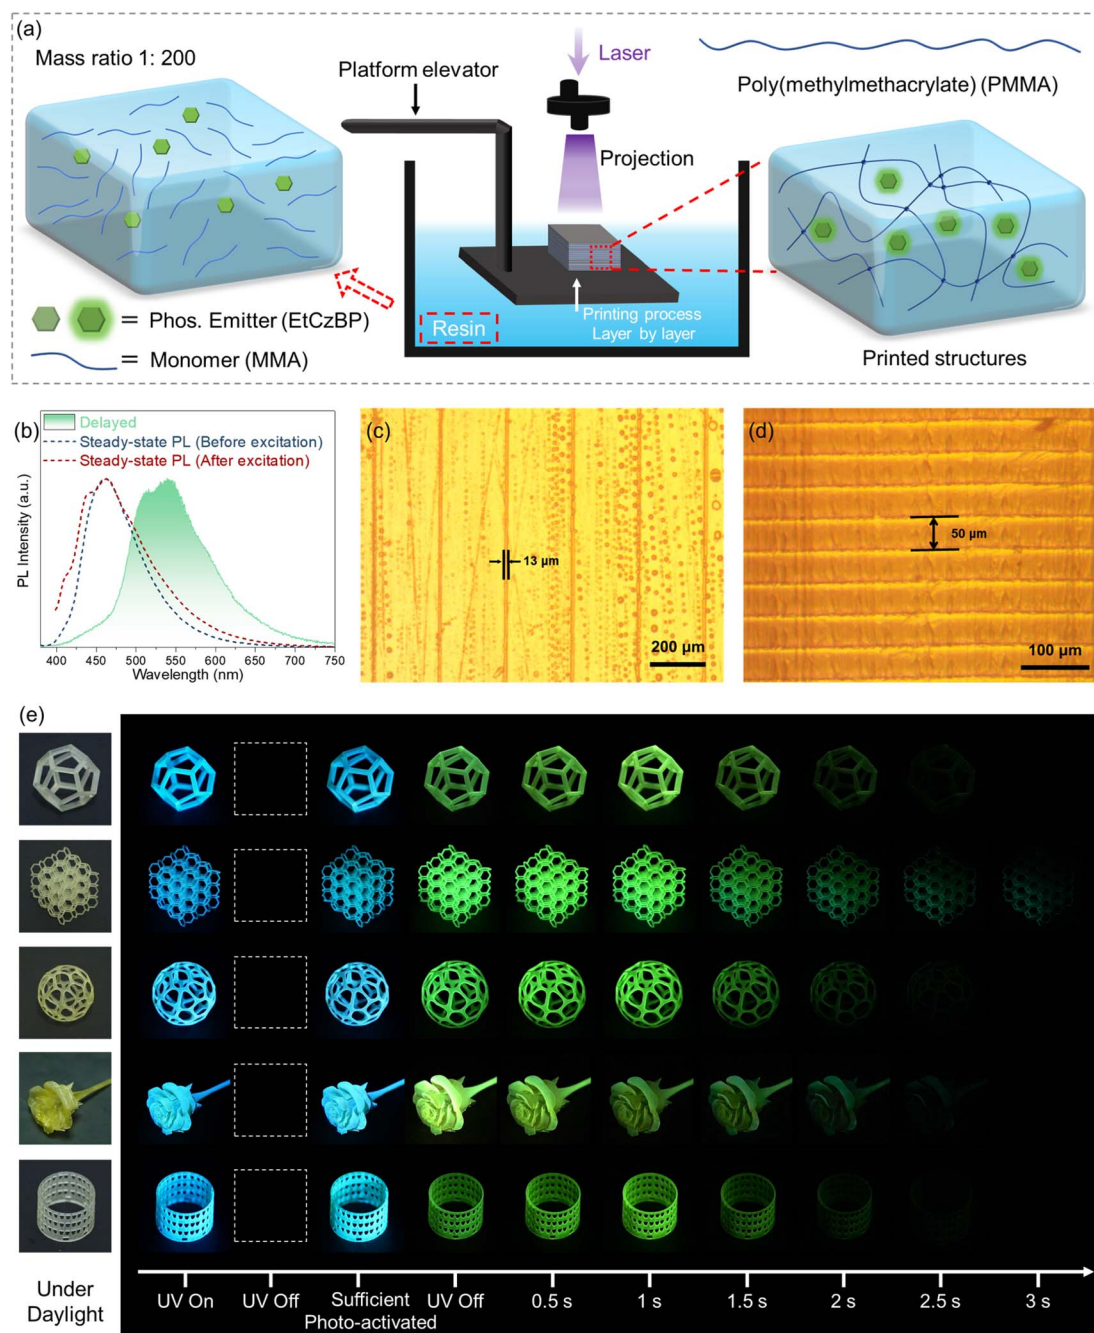 (a)
Mass ratio 1: 200
Platform elevator
Laser
Projection
Poly(methylmethacrylate) (PMMA)
Resin
Printing process
Layer by layer
= Phos. Emitter (EtCzBP)
= Monomer (MMA)
Printed structures
(b)
Delayed
Steady-state PL (Before excitation)
Steady-state PL (After excitation)
PL Intensity (a.u.)
400 450 500 550 600 650 700 750
Wavelength (nm)
(c)
13 µm
200 µm
(d)
50 µm
100 µm
(e)
Under
Daylight
UV On
UV Off
Sufficient
Photo-activated
UV Off
0.5 s
1 s
1.5 s
2 s
2.5 s
3 s